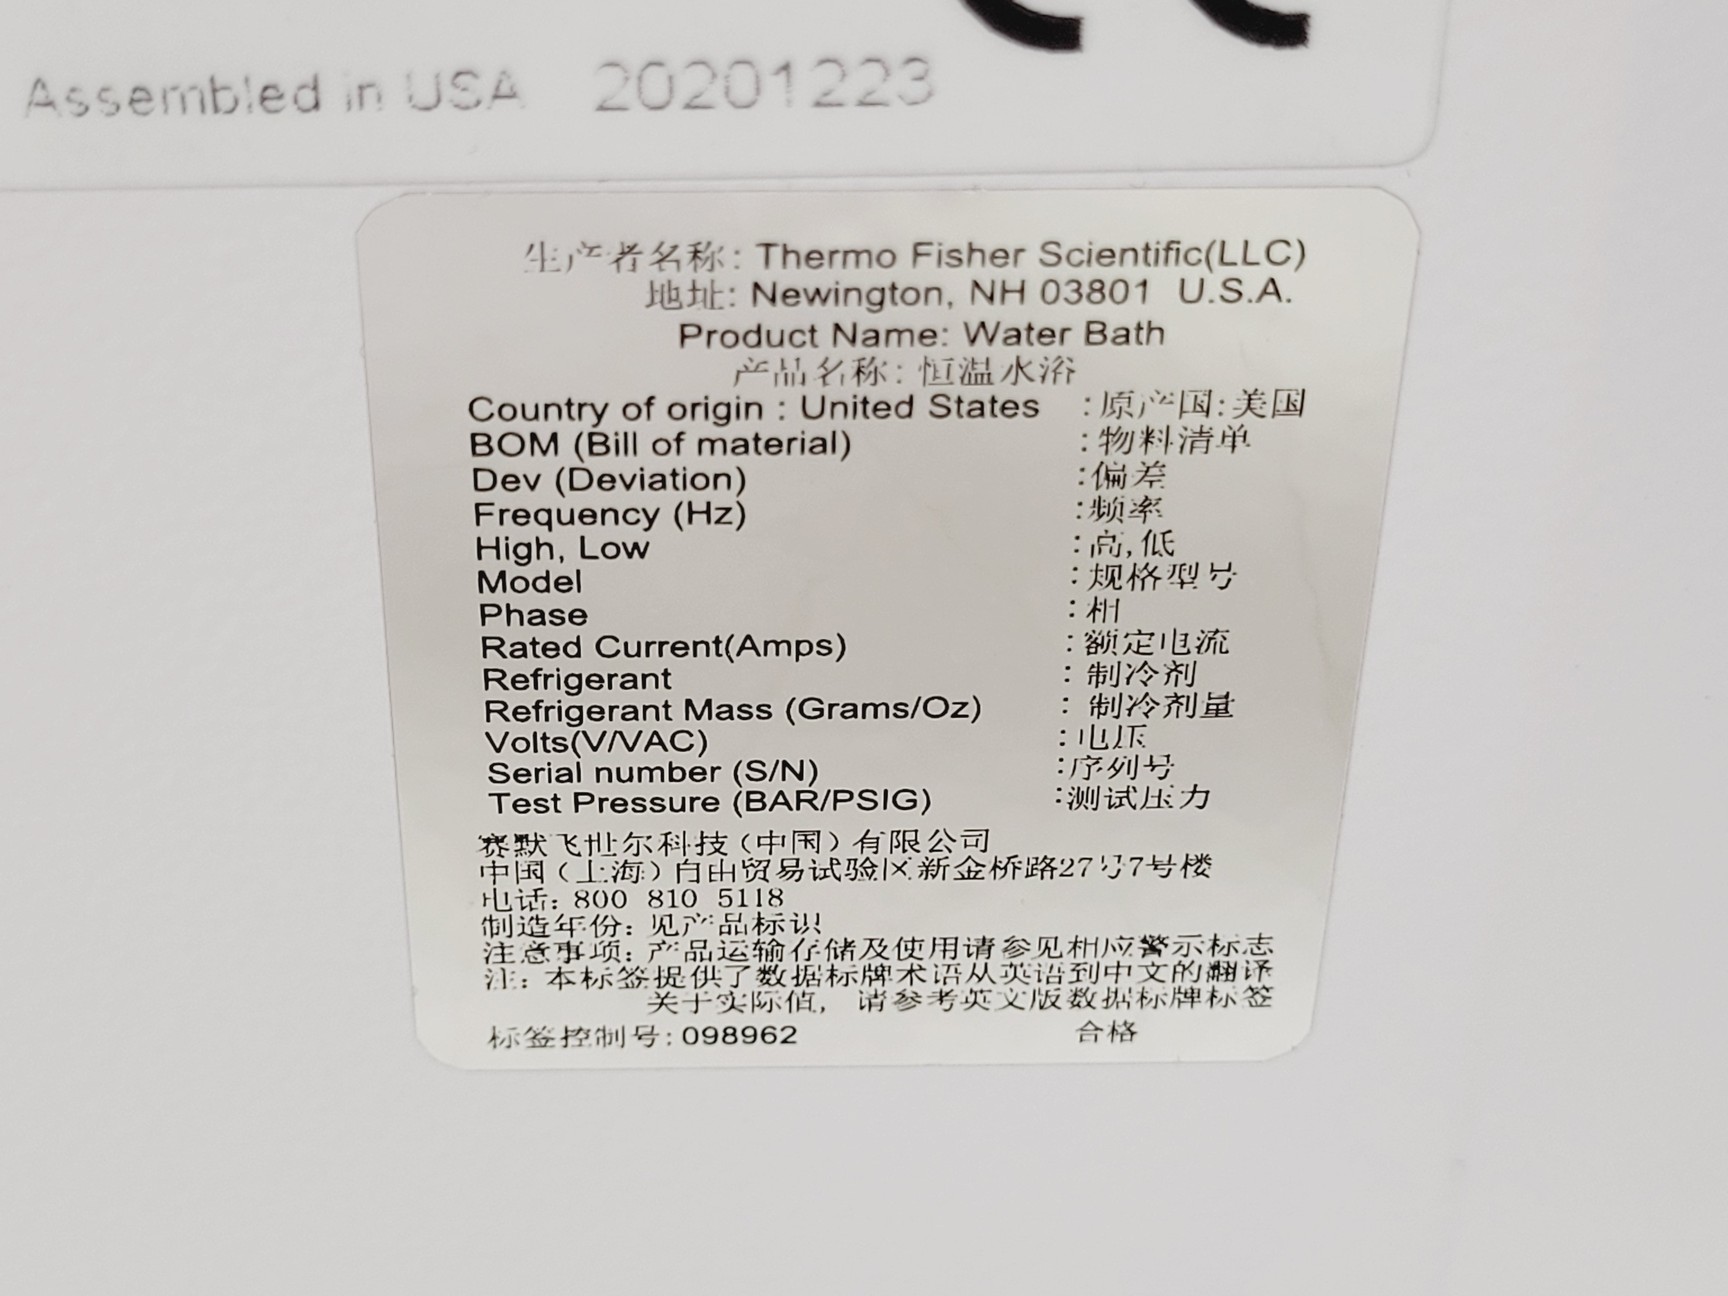 Assembled in USA 20201223
生产者名称: Thermo Fisher Scientific(LLC)
地址: Newington, NH 03801 U.S.A.
Product Name: Water Bath
产品名称: 恒温水浴
Country of origin : United States :原产国:美国
BOM (Bill of material) :物料清单
Dev (Deviation) :偏差
Frequency (Hz) :频率
High, Low :高,低
Model :规格型号
Phase :相
Rated Current(Amps) :额定电流
Refrigerant :制冷剂
Refrigerant Mass (Grams/Oz) :制冷剂量
Volts(V/VAC) :电压
Serial number (S/N) :序列号
Test Pressure (BAR/PSIG) :测试压力
赛默飞世尔科技（中国）有限公司
中国（上海）自由贸易试验区新金桥路27号7号楼
电话: 800 810 5118
制造年份: 见产品标识
注意事项: 产品运输存储及使用请参见相应警示标志
注: 本标签提供了数据标牌术语从英语到中文的翻译
关于实际值, 请参考英文版数据标牌标签
标签控制号: 098962 合格